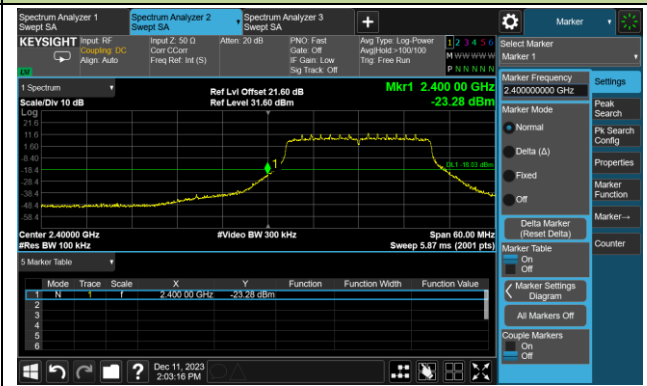 Spectrum Analyzer 1
Swept SA
Spectrum Analyzer 2
Swept SA
Spectrum Analyzer 3
Swept SA
Marker
KEYSIGHT
Input: RF
Coupling: DC
Align: Auto
Input Z: 50 Ω
Corr CCorr
Freq Ref: Int (S)
Atten: 20 dB
PNO: Fast
Gate: Off
IF Gain: Low
Sig Track: Off
Avg Type: Log-Power
Avg|Hold:>100/100
Trig: Free Run
1 2 3 4 5 6
M W W W W W
P N N N N N
Select Marker
Marker 1
1 Spectrum
Scale/Div 10 dB
Log
Ref Lvl Offset 21.60 dB
Ref Level 31.60 dBm
Mkr1 2.400 00 GHz
-23.28 dBm
21.6
11.6
1.60
-8.40
-18.4
-28.4
-38.4
-48.4
-58.4
1
DL1 -18.03 dBm
Center 2.40000 GHz
#Res BW 100 kHz
#Video BW 300 kHz
Span 60.00 MHz
Sweep 5.87 ms (2001 pts)
5 Marker Table
Mode Trace Scale X Y Function Function Width Function Value
1 N 1 f 2.400 00 GHz -23.28 dBm
2
3
4
5
6
Marker Frequency
2.400000000 GHz
Marker Mode
Normal
Delta (Δ)
Fixed
Off
Delta Marker
(Reset Delta)
Marker Table
On
Off
Marker Settings
Diagram
All Markers Off
Couple Markers
On
Off
Settings
Peak
Search
Pk Search
Config
Properties
Marker
Function
Marker→
Counter
Dec 11, 2023
2:03:16 PM